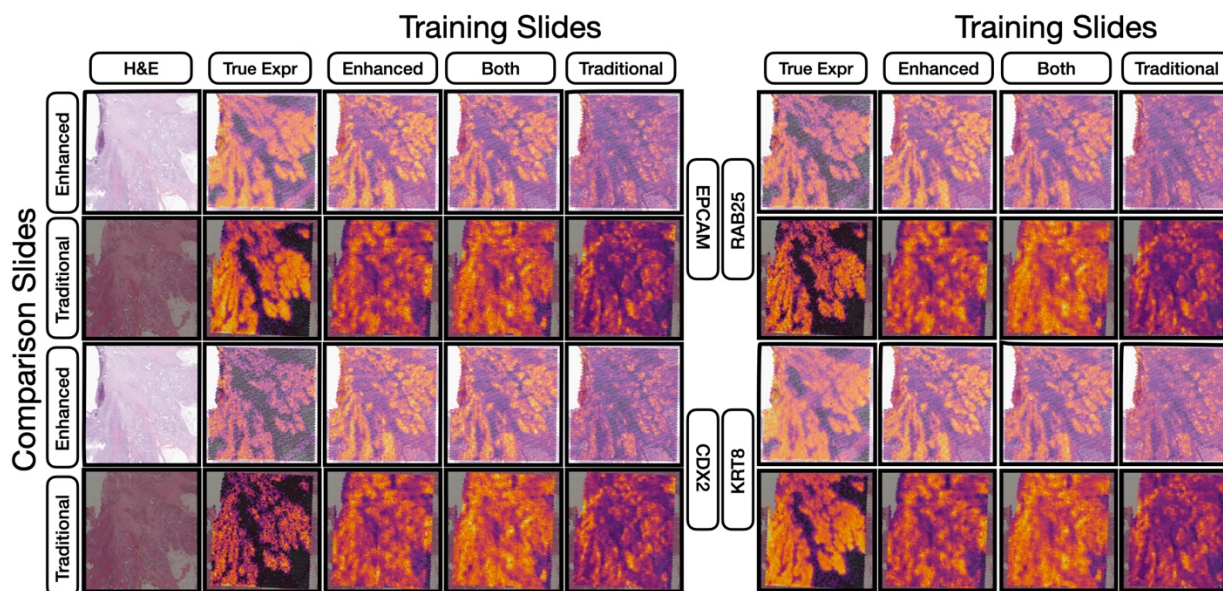 Training Slides
Training Slides
H&E
True Expr
Enhanced
Both
Traditional
True Expr
Enhanced
Both
Traditional
Comparison Slides
Enhanced
Traditional
Enhanced
Traditional
EPCAM
RAB25
CDX2
KRT8